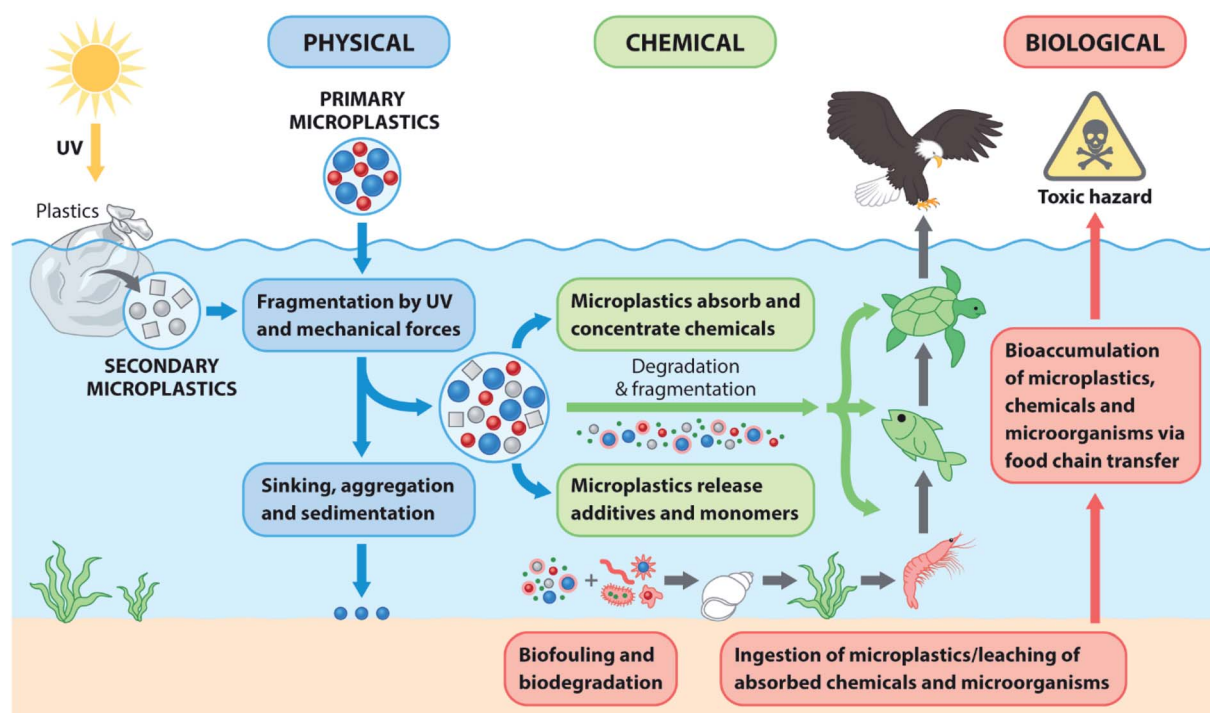 PHYSICAL
CHEMICAL
BIOLOGICAL
UV
Plastics
PRIMARY
MICROPLASTICS
Toxic hazard
SECONDARY
MICROPLASTICS
Fragmentation by UV
and mechanical forces
Sinking, aggregation
and sedimentation
Microplastics absorb and
concentrate chemicals
Degradation
& fragmentation
Microplastics release
additives and monomers
+
Bioaccumulation
of microplastics,
chemicals and
microorganisms via
food chain transfer
Biofouling and
biodegradation
Ingestion of microplastics/leaching of
absorbed chemicals and microorganisms